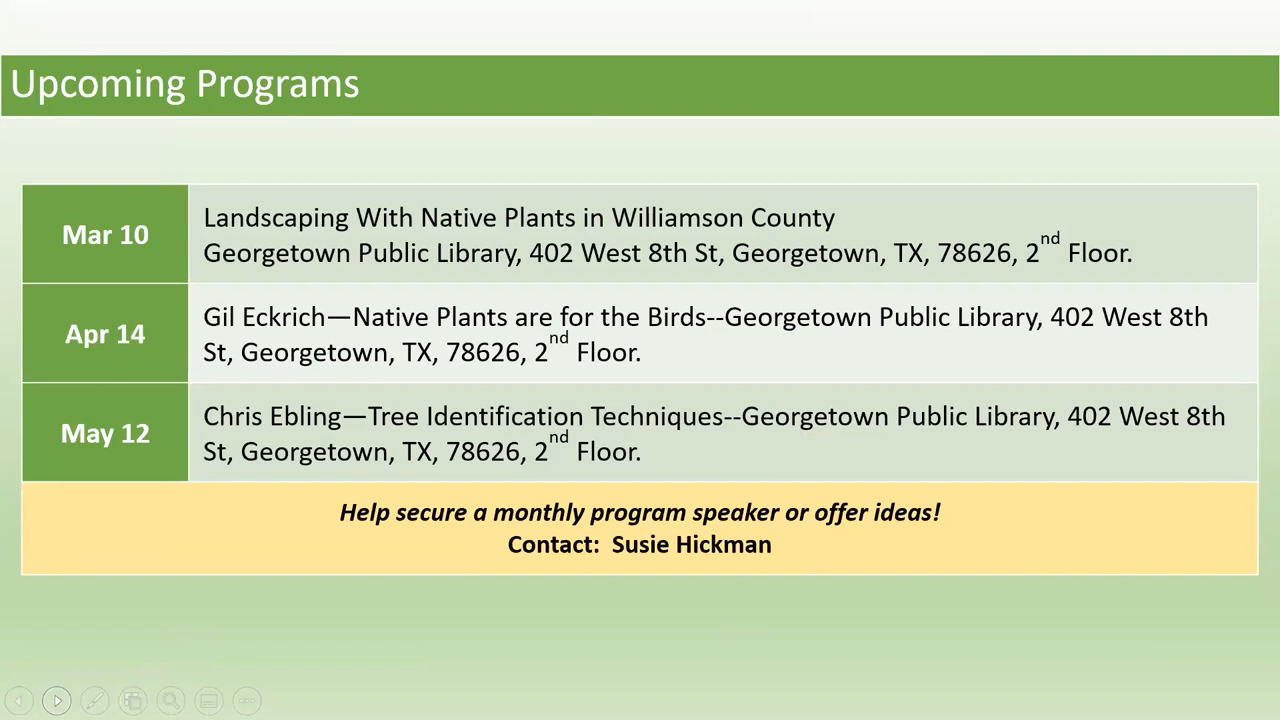 Upcoming Programs
Mar 10
Landscaping With Native Plants in Williamson County
Georgetown Public Library, 402 West 8th St, Georgetown, TX, 78626, 2nd Floor.
Apr 14
Gil Eckrich—Native Plants are for the Birds--Georgetown Public Library, 402 West 8th
St, Georgetown, TX, 78626, 2nd Floor.
May 12
Chris Ebling—Tree Identification Techniques--Georgetown Public Library, 402 West 8th
St, Georgetown, TX, 78626, 2nd Floor.
Help secure a monthly program speaker or offer ideas!
Contact:  Susie Hickman